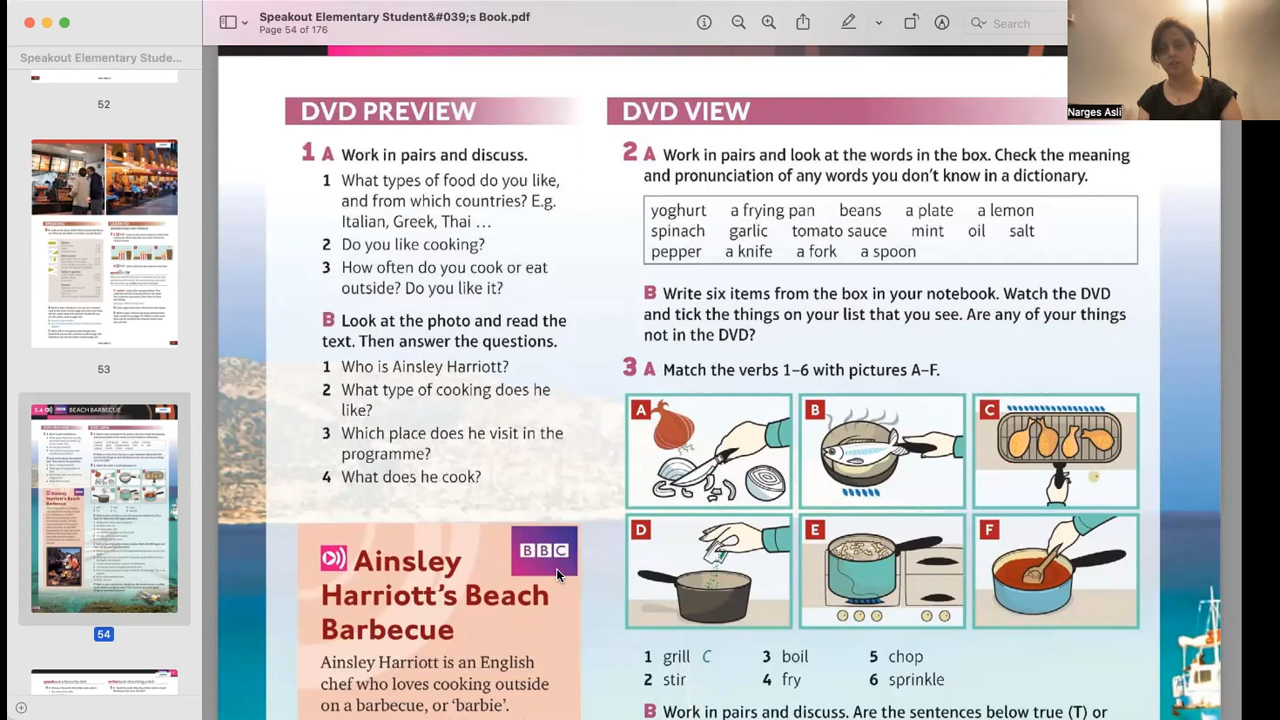 Speakout Elementary Student&#039;s Book.pdf
Page 54 of 176
Search
Speakout Elementary Stude...
52
53
BEACH BARBECUE
54
Narges Asli
DVD PREVIEW
1 A Work in pairs and discuss.
1 What types of food do you like,
and from which countries? E.g.
Italian, Greek, Thai
2 Do you like cooking?
3 How often do you cook or eat
outside? Do you like it?
B Look at the photo and read the
text. Then answer the questions.
1 Who is Ainsley Harriott?
2 What type of cooking does he
like?
3 Which place does he visit in the
programme?
4 What does he cook?
BBC
Ainsley
Harriott's Beach
Barbecue
Ainsley Harriott is an English
chef who loves cooking outside
on a barbecue, or 'barbie'.
DVD VIEW
2 A Work in pairs and look at the words in the box. Check the meaning
and pronunciation of any words you don't know in a dictionary.
yoghurt a frying pan beans a plate a lemon
spinach garlic tomato sauce mint oil salt
pepper a knife a fork a spoon
B Write six items from the box in your notebook. Watch the DVD
and tick the things on your list that you see. Are any of your things
not in the DVD?
3 A Match the verbs 1–6 with pictures A–F.
A B C
D E F
1 grill C 3 boil 5 chop
2 stir 4 fry 6 sprinkle
B Work in pairs and discuss. Are the sentences below true (T) or